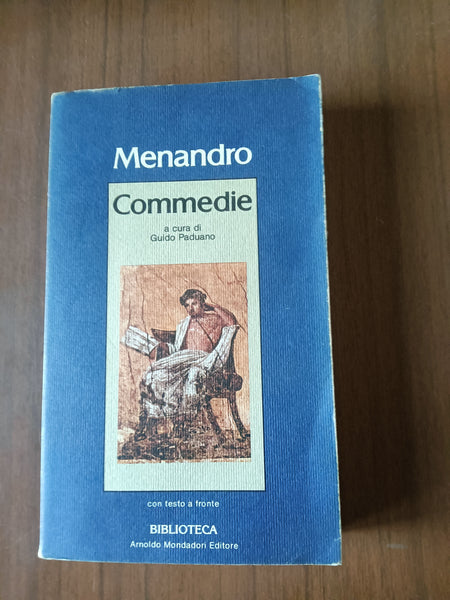 Menandro
Commedie
a cura di
Guido Paduano
con testo a fronte
BIBLIOTECA
Arnoldo Mondadori Editore